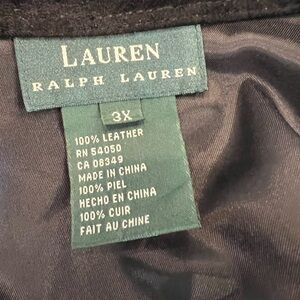 LAUREN
RALPH LAUREN
3X
100% LEATHER
RN 54050
CA 08349
MADE IN CHINA
100% PIEL
HECHO EN CHINA
100% CUIR
FAIT AU CHINE